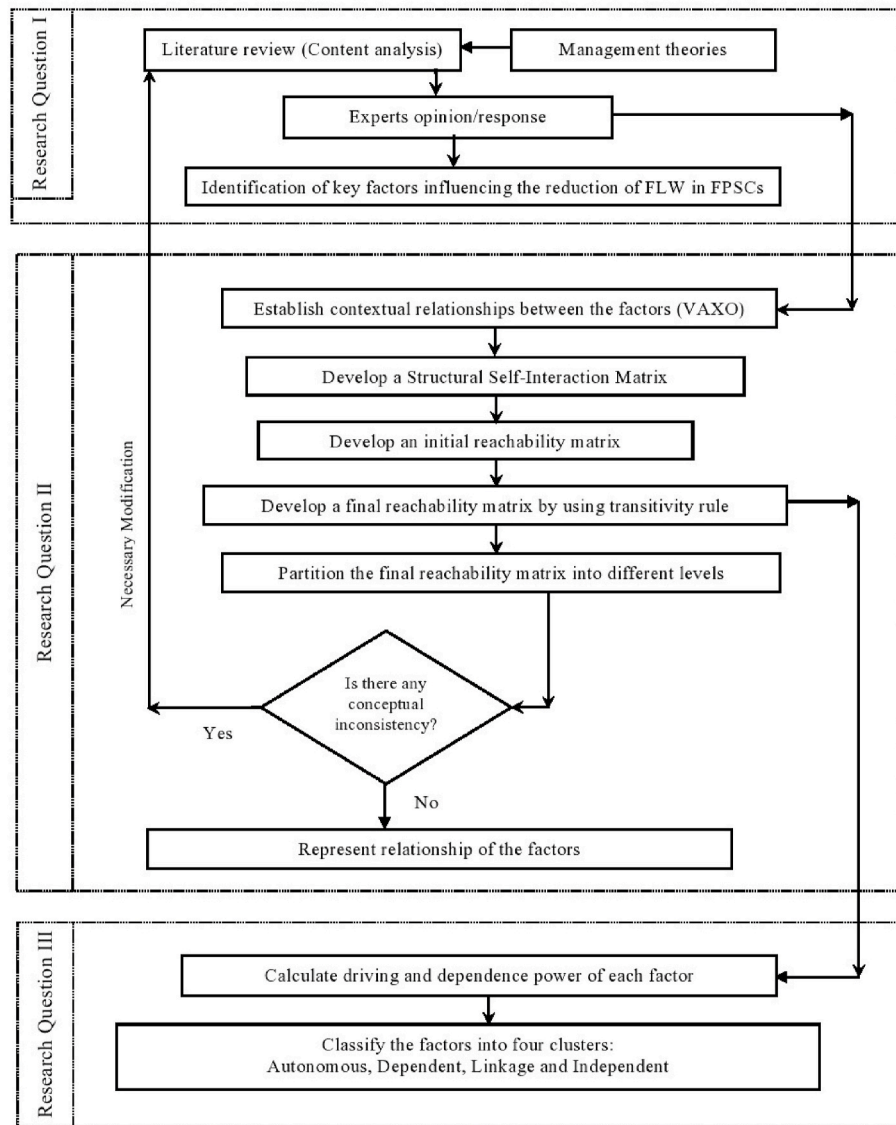 Research Question I
Literature review (Content analysis)
Management theories
Experts opinion/response
Identification of key factors influencing the reduction of FLW in FPSCs
Research Question II
Necessary Modification
Establish contextual relationships between the factors (VAXO)
Develop a Structural Self-Interaction Matrix
Develop an initial reachability matrix
Develop a final reachability matrix by using transitivity rule
Partition the final reachability matrix into different levels
Is there any
conceptual
inconsistency?
Yes
No
Represent relationship of the factors
Research Question III
Calculate driving and dependence power of each factor
Classify the factors into four clusters:
Autonomous, Dependent, Linkage and Independent